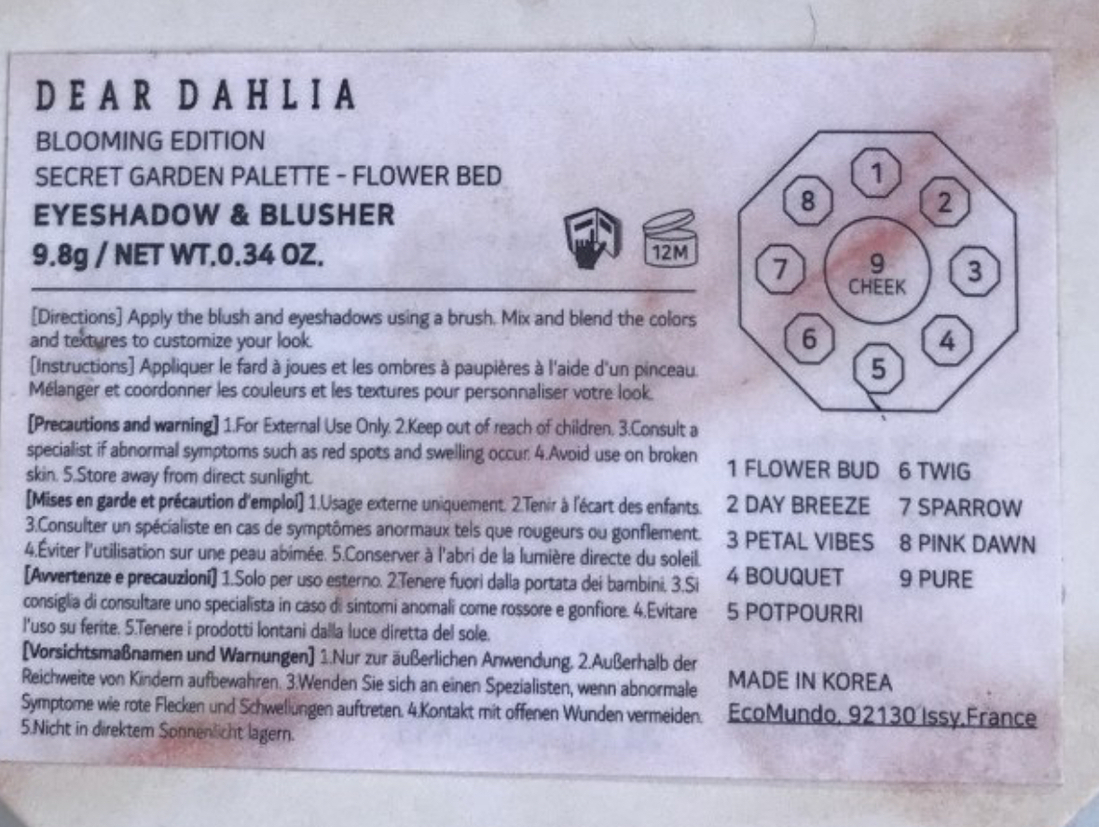 DEAR DAHLIA
BLOOMING EDITION
SECRET GARDEN PALETTE - FLOWER BED
EYESHADOW & BLUSHER
9.8g / NET WT.0.34 OZ.
12M
[Directions] Apply the blush and eyeshadows using a brush. Mix and blend the colors
and textures to customize your look.
[Instructions] Appliquer le fard à joues et les ombres à paupières à l'aide d'un pinceau.
Mélanger et coordonner les couleurs et les textures pour personnaliser votre look.
[Precautions and warning] 1.For External Use Only. 2.Keep out of reach of children. 3.Consult a
specialist if abnormal symptoms such as red spots and swelling occur. 4.Avoid use on broken
skin. 5.Store away from direct sunlight.
[Mises en garde et précaution d'emploi] 1.Usage externe uniquement. 2.Tenir à l'écart des enfants.
3.Consulter un spécialiste en cas de symptômes anormaux tels que rougeurs ou gonflement.
4.Éviter l'utilisation sur une peau abimée. 5.Conserver à l'abri de la lumière directe du soleil.
[Avvertenze e precauzioni] 1.Solo per uso esterno. 2.Tenere fuori dalla portata dei bambini. 3.Si
consiglia di consultare uno specialista in caso di sintomi anomali come rossore e gonfiore. 4.Evitare
l'uso su ferite. 5.Tenere i prodotti lontani dalla luce diretta del sole.
[Vorsichtsmaßnamen und Warnungen] 1.Nur zur äußerlichen Anwendung. 2.Außerhalb der
Reichweite von Kindern aufbewahren. 3.Wenden Sie sich an einen Spezialisten, wenn abnormale
Symptome wie rote Flecken und Schwellungen auftreten. 4.Kontakt mit offenen Wunden vermeiden.
5.Nicht in direktem Sonnenlicht lagern.
1
2
3
4
5
6
7
8
9
CHEEK
1 FLOWER BUD
2 DAY BREEZE
3 PETAL VIBES
4 BOUQUET
5 POTPOURRI
6 TWIG
7 SPARROW
8 PINK DAWN
9 PURE
MADE IN KOREA
EcoMundo, 92130 Issy,France